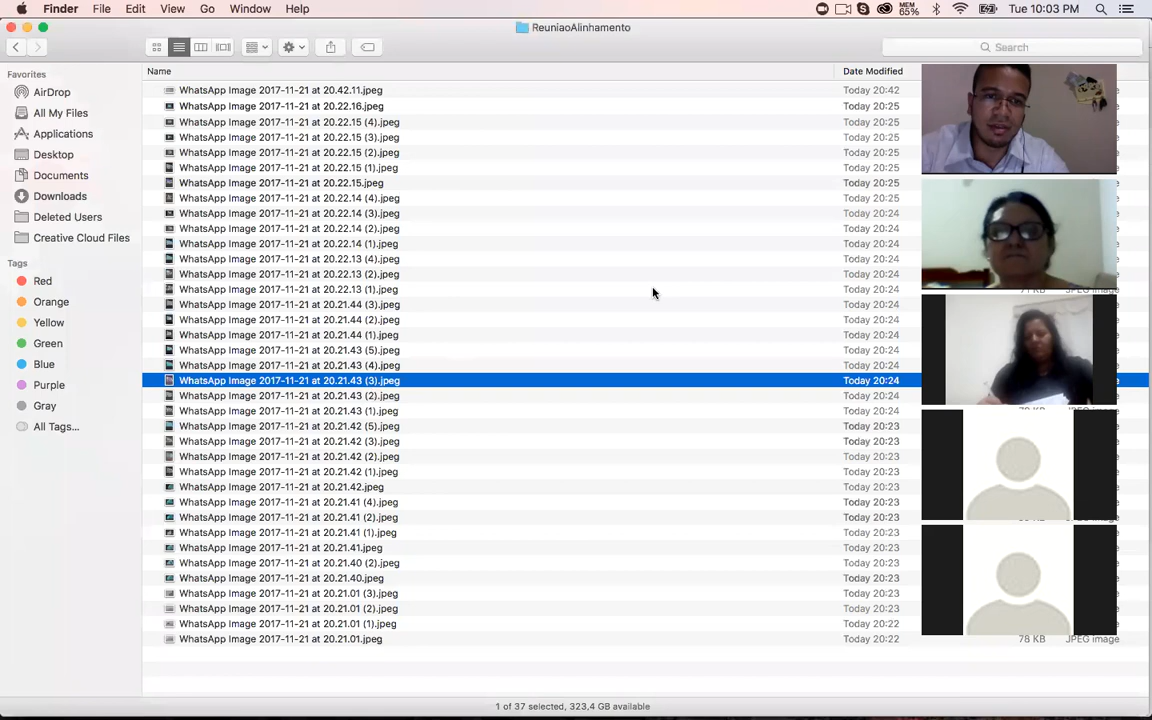 Finder File Edit View Go Window Help MEM 65% Tue 10:03 PM
ReuniaoAlinhamento
Search
Favorites
AirDrop
All My Files
Applications
Desktop
Documents
Downloads
Deleted Users
Creative Cloud Files
Tags
Red
Orange
Yellow
Green
Blue
Purple
Gray
All Tags...
Name Date Modified
WhatsApp Image 2017-11-21 at 20.42.11.jpeg Today 20:42
WhatsApp Image 2017-11-21 at 20.22.16.jpeg Today 20:25
WhatsApp Image 2017-11-21 at 20.22.15 (4).jpeg Today 20:25
WhatsApp Image 2017-11-21 at 20.22.15 (3).jpeg Today 20:25
WhatsApp Image 2017-11-21 at 20.22.15 (2).jpeg Today 20:25
WhatsApp Image 2017-11-21 at 20.22.15 (1).jpeg Today 20:25
WhatsApp Image 2017-11-21 at 20.22.15.jpeg Today 20:25
WhatsApp Image 2017-11-21 at 20.22.14 (4).jpeg Today 20:25
WhatsApp Image 2017-11-21 at 20.22.14 (3).jpeg Today 20:24
WhatsApp Image 2017-11-21 at 20.22.14 (2).jpeg Today 20:24
WhatsApp Image 2017-11-21 at 20.22.14 (1).jpeg Today 20:24
WhatsApp Image 2017-11-21 at 20.22.13 (4).jpeg Today 20:24
WhatsApp Image 2017-11-21 at 20.22.13 (2).jpeg Today 20:24
WhatsApp Image 2017-11-21 at 20.22.13 (1).jpeg Today 20:24
WhatsApp Image 2017-11-21 at 20.21.44 (3).jpeg Today 20:24
WhatsApp Image 2017-11-21 at 20.21.44 (2).jpeg Today 20:24
WhatsApp Image 2017-11-21 at 20.21.44 (1).jpeg Today 20:24
WhatsApp Image 2017-11-21 at 20.21.43 (5).jpeg Today 20:24
WhatsApp Image 2017-11-21 at 20.21.43 (4).jpeg Today 20:24
WhatsApp Image 2017-11-21 at 20.21.43 (3).jpeg Today 20:24
WhatsApp Image 2017-11-21 at 20.21.43 (2).jpeg Today 20:24
WhatsApp Image 2017-11-21 at 20.21.43 (1).jpeg Today 20:24
WhatsApp Image 2017-11-21 at 20.21.42 (5).jpeg Today 20:23
WhatsApp Image 2017-11-21 at 20.21.42 (3).jpeg Today 20:23
WhatsApp Image 2017-11-21 at 20.21.42 (2).jpeg Today 20:23
WhatsApp Image 2017-11-21 at 20.21.42 (1).jpeg Today 20:23
WhatsApp Image 2017-11-21 at 20.21.42.jpeg Today 20:23
WhatsApp Image 2017-11-21 at 20.21.41 (4).jpeg Today 20:23
WhatsApp Image 2017-11-21 at 20.21.41 (2).jpeg Today 20:23
WhatsApp Image 2017-11-21 at 20.21.41 (1).jpeg Today 20:23
WhatsApp Image 2017-11-21 at 20.21.41.jpeg Today 20:23
WhatsApp Image 2017-11-21 at 20.21.40 (2).jpeg Today 20:23
WhatsApp Image 2017-11-21 at 20.21.40.jpeg Today 20:23
WhatsApp Image 2017-11-21 at 20.21.01 (3).jpeg Today 20:23
WhatsApp Image 2017-11-21 at 20.21.01 (2).jpeg Today 20:23
WhatsApp Image 2017-11-21 at 20.21.01 (1).jpeg Today 20:22
WhatsApp Image 2017-11-21 at 20.21.01.jpeg Today 20:22 78 KB JPEG image
1 of 37 selected, 323,4 GB available